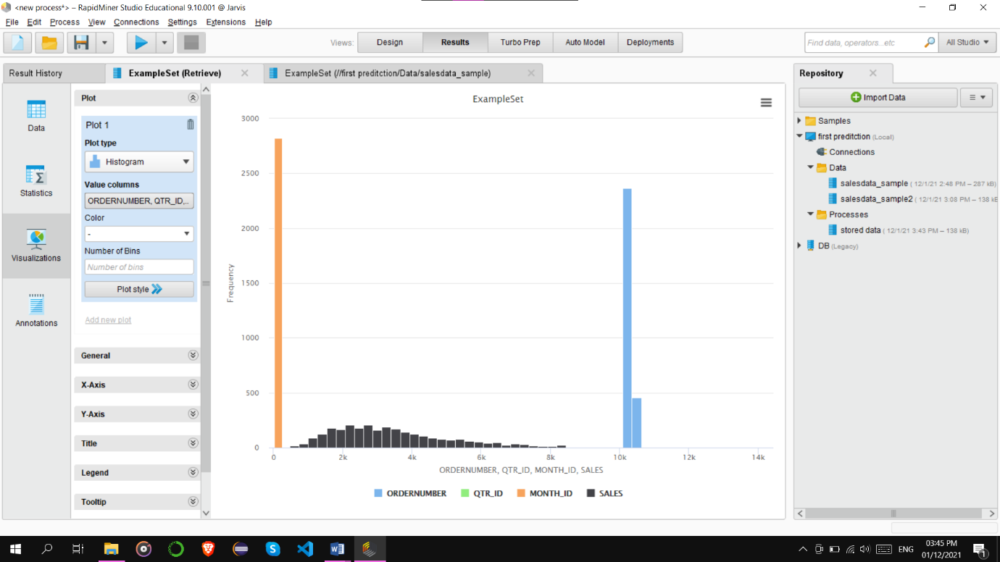 <new process*> – RapidMiner Studio Educational 9.10.001 @ Jarvis
File Edit Process View Connections Settings Extensions Help
Views: Design Results Turbo Prep Auto Model Deployments
Find data, operators...etc All Studio
Result History ExampleSet (Retrieve) ExampleSet (//first preditction/Data/salesdata_sample)
Data
Statistics
Visualizations
Annotations
Plot
Plot 1
Plot type
Histogram
Value columns
ORDERNUMBER, QTR_ID,..
Color
-
Number of Bins
Number of bins
Plot style
Add new plot
General
X-Axis
Y-Axis
Title
Legend
Tooltip
ExampleSet
3000
2500
2000
1500
1000
500
0
Frequency
0 2k 4k 6k 8k 10k 12k 14k
ORDERNUMBER, QTR_ID, MONTH_ID, SALES
ORDERNUMBER QTR_ID MONTH_ID SALES
Repository
Import Data
Samples
first preditction (Local)
Connections
Data
salesdata_sample ( 12/1/21 2:48 PM – 287 kB)
salesdata_sample2 ( 12/1/21 3:08 PM – 138 kB
Processes
stored data ( 12/1/21 3:43 PM – 138 kB)
DB (Legacy)
ENG
03:45 PM
01/12/2021
1